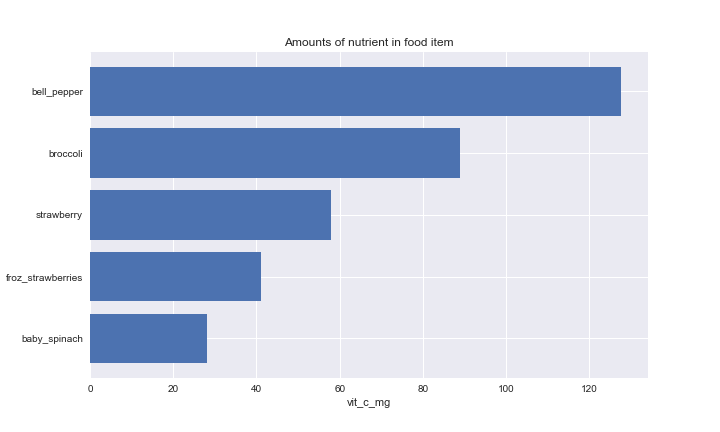 Amounts of nutrient in food item
bell_pepper
broccoli
strawberry
froz_strawberries
baby_spinach
0 20 40 60 80 100 120
vit_c_mg